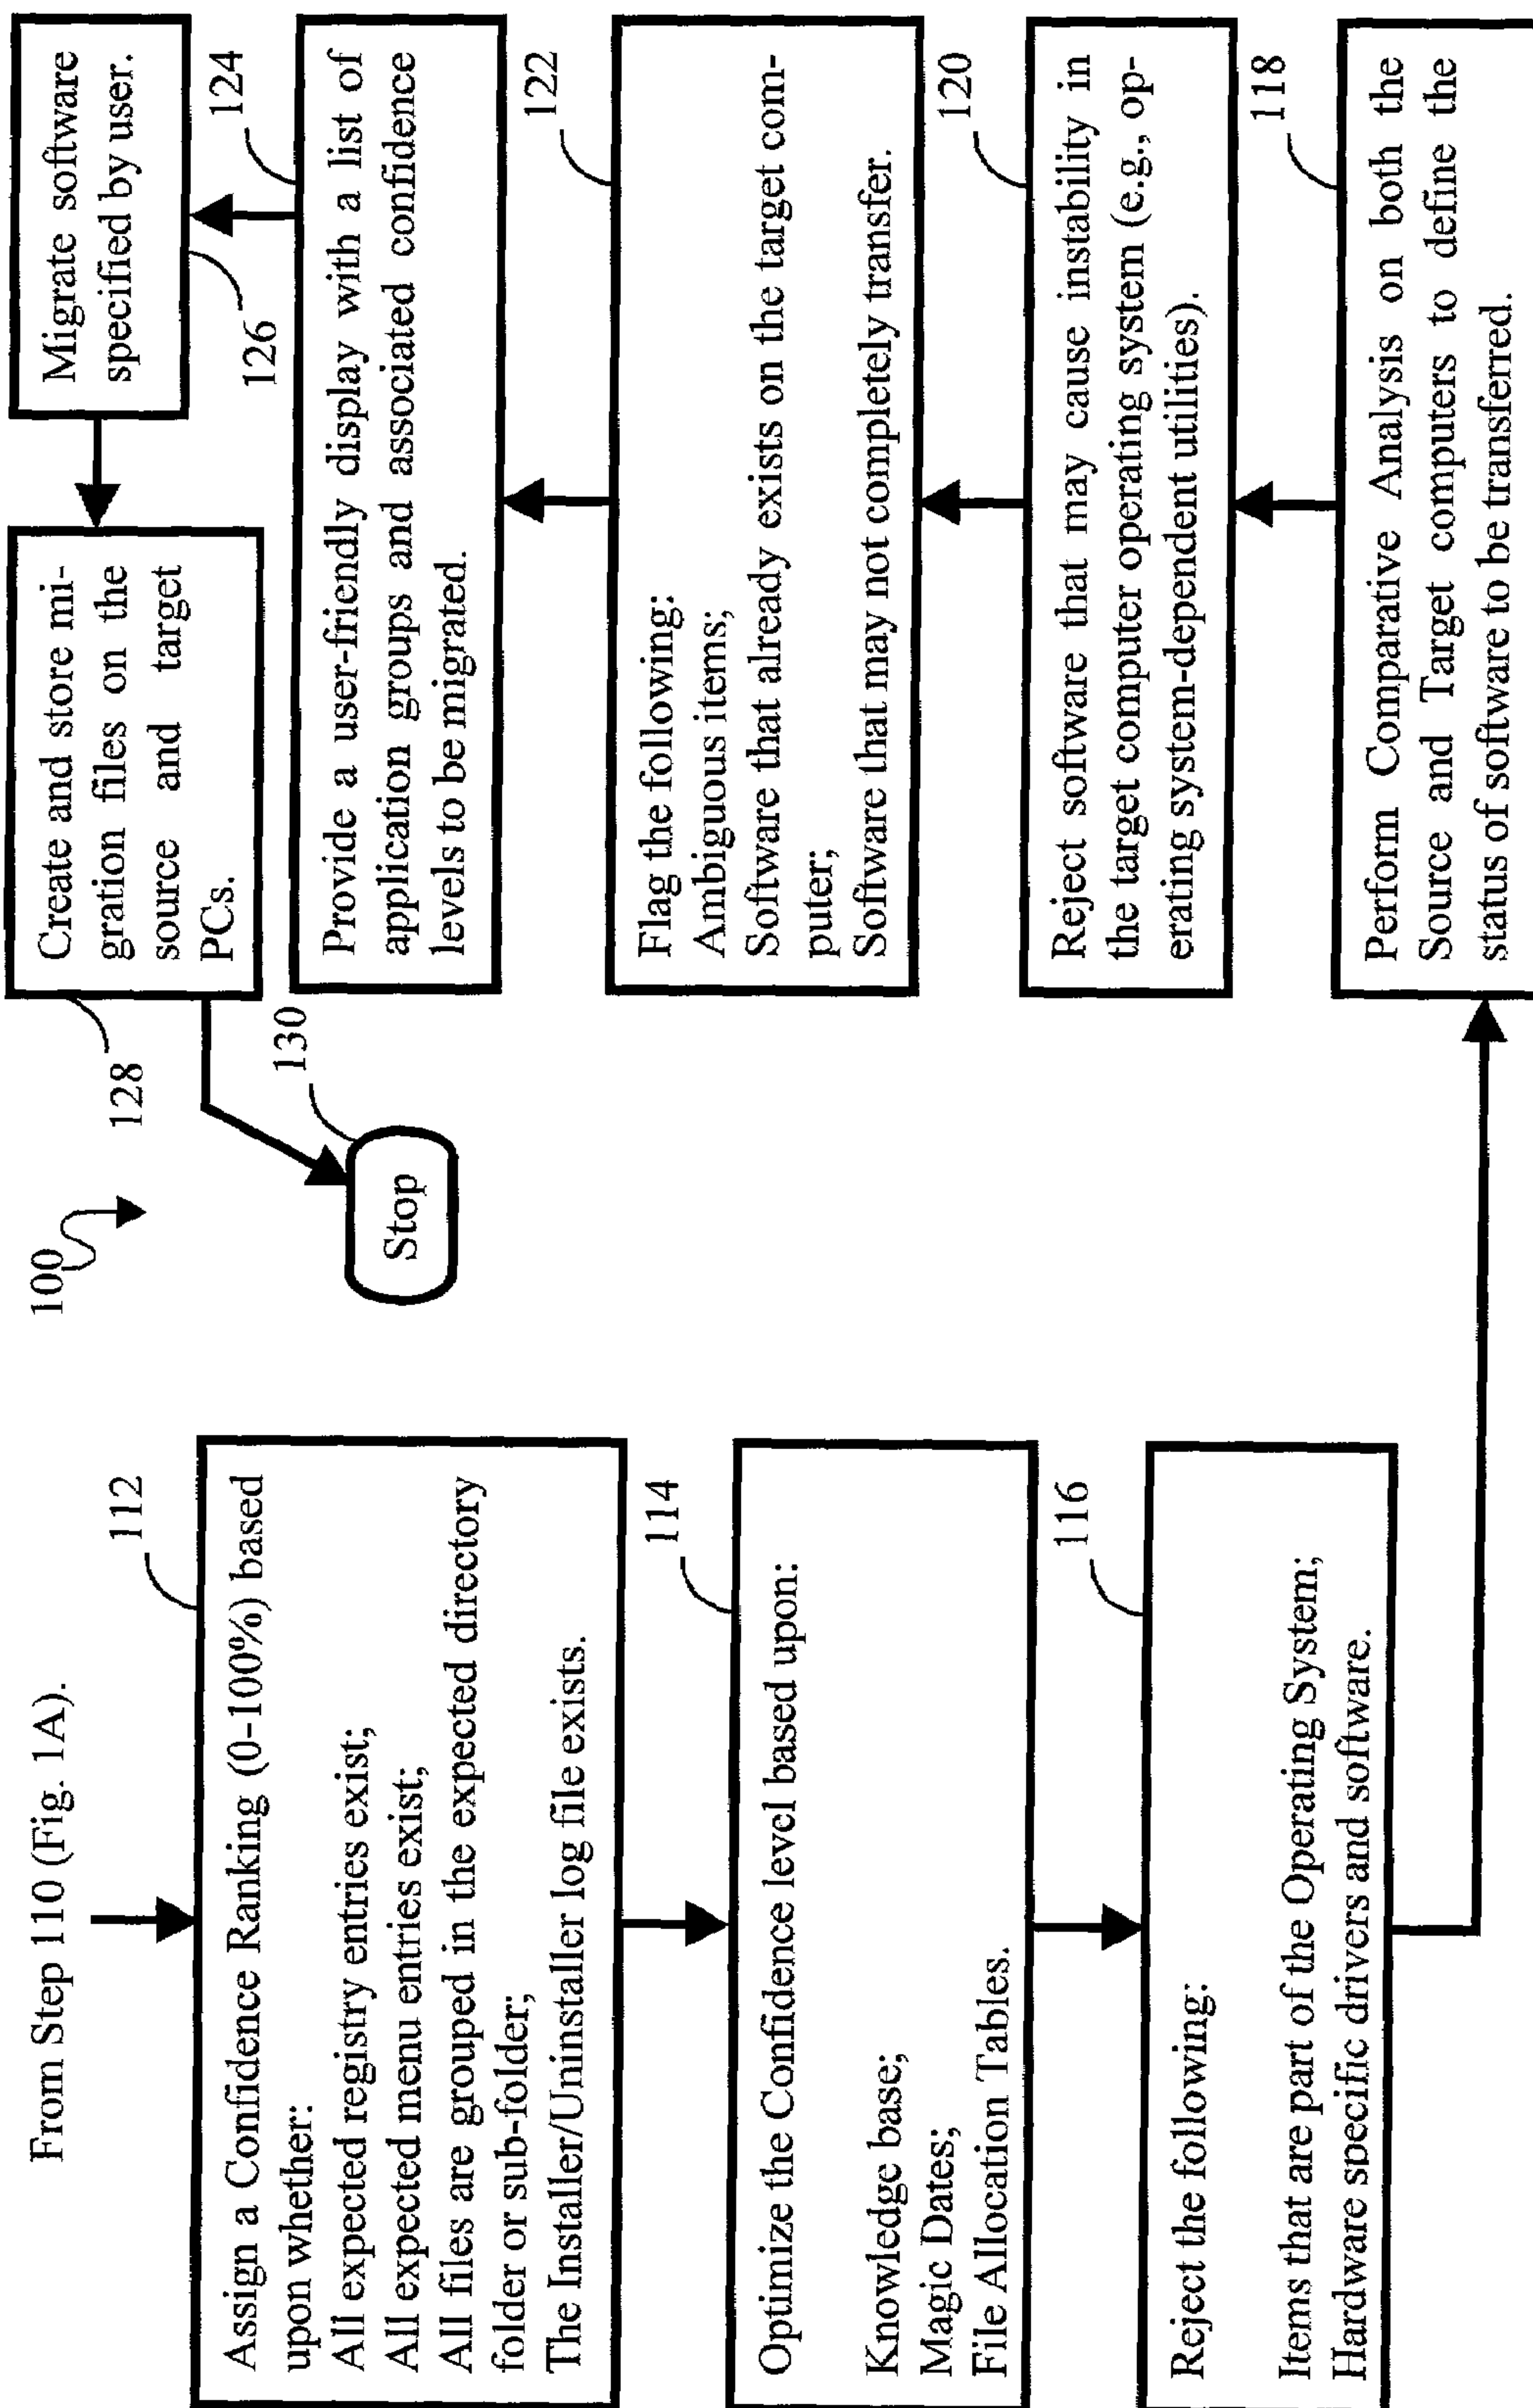 From Step 110 (Fig. 1A).
100
112
Assign a Confidence Ranking (0-100%) based
upon whether:
All expected registry entries exist;
All expected menu entries exist;
All files are grouped in the expected directory
folder or sub-folder;
The Installer/Uninstaller log file exists.
114
Optimize the Confidence level based upon:
Knowledge base;
Magic Dates;
File Allocation Tables.
116
Reject the following:
Items that are part of the Operating System;
Hardware specific drivers and software.
118
Perform Comparative Analysis on both the
Source and Target computers to define the
status of software to be transferred.
120
Reject software that may cause instability in
the target computer operating system (e.g., op-
erating system-dependent utilities).
122
Flag the following:
Ambiguous items;
Software that already exists on the target com-
puter;
Software that may not completely transfer.
124
Provide a user-friendly display with a list of
application groups and associated confidence
levels to be migrated.
126
Migrate software
specified by user.
128
Create and store mi-
gration files on the
source and target
PCs.
130
Stop